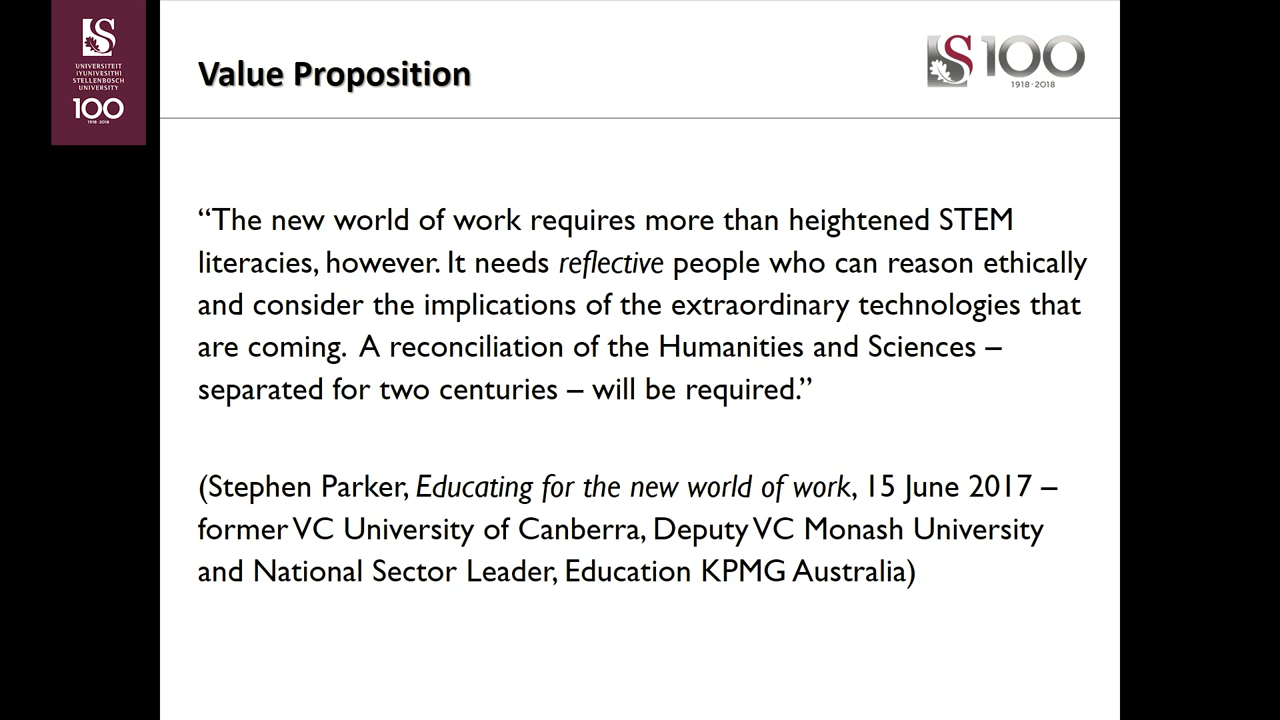 UNIVERSITEIT
IYUNIVESITHI
STELLENBOSCH
UNIVERSITY
100
1918·2018
Value Proposition
S100
1918·2018
“The new world of work requires more than heightened STEM
literacies, however. It needs reflective people who can reason ethically
and consider the implications of the extraordinary technologies that
are coming.  A reconciliation of the Humanities and Sciences –
separated for two centuries – will be required.”
(Stephen Parker, Educating for the new world of work, 15 June 2017 –
former VC University of Canberra, Deputy VC Monash University
and National Sector Leader, Education KPMG Australia)